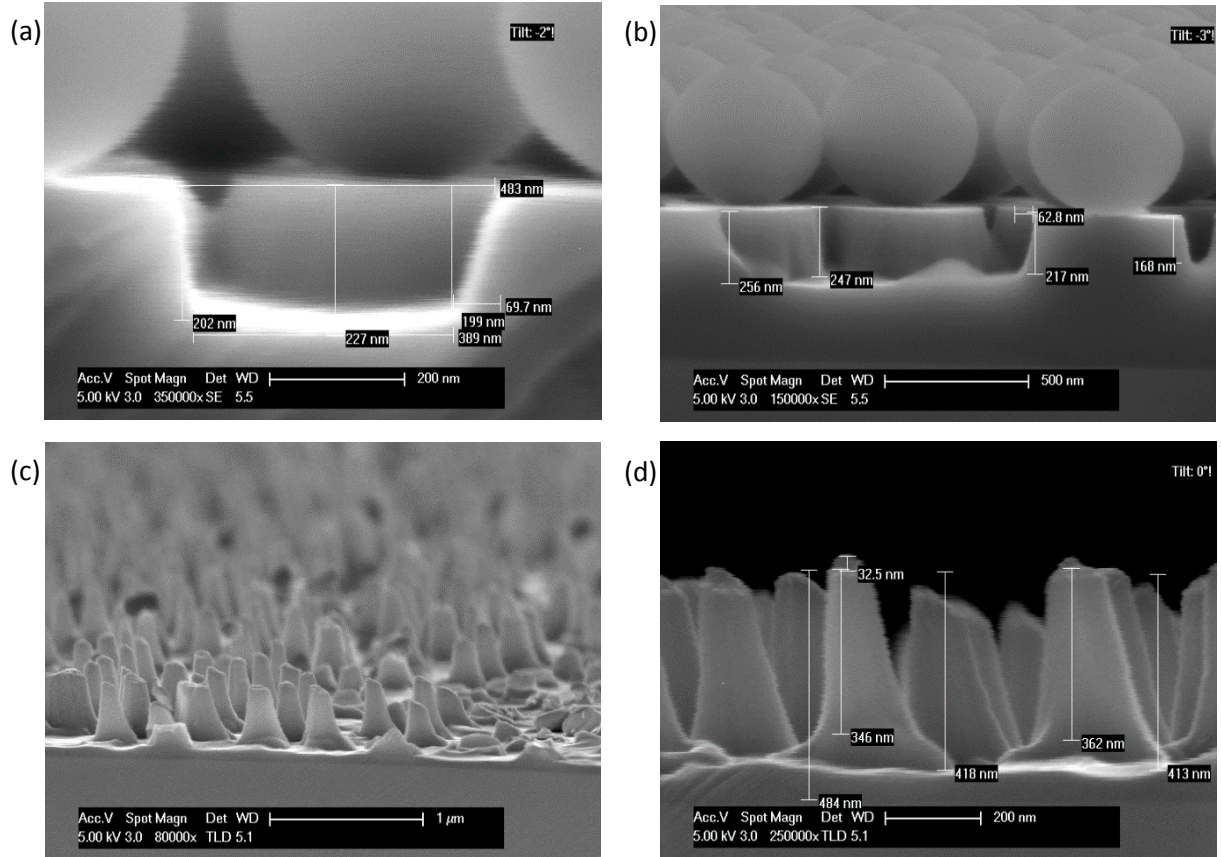 (a)
Tilt: -2°!
483 nm
69.7 nm
202 nm
199 nm
227 nm
389 nm
Acc.V Spot Magn Det WD
200 nm
5.00 kV 3.0 350000x SE 5.5
(b)
Tilt: -3°!
62.8 nm
168 nm
256 nm
247 nm
217 nm
Acc.V Spot Magn Det WD
500 nm
5.00 kV 3.0 150000x SE 5.5
(c)
Acc.V Spot Magn Det WD
1 µm
5.00 kV 3.0 80000x TLD 5.1
(d)
Tilt: 0°!
32.5 nm
346 nm
362 nm
418 nm
413 nm
484 nm
Acc.V Spot Magn Det WD
200 nm
5.00 kV 3.0 250000x TLD 5.1